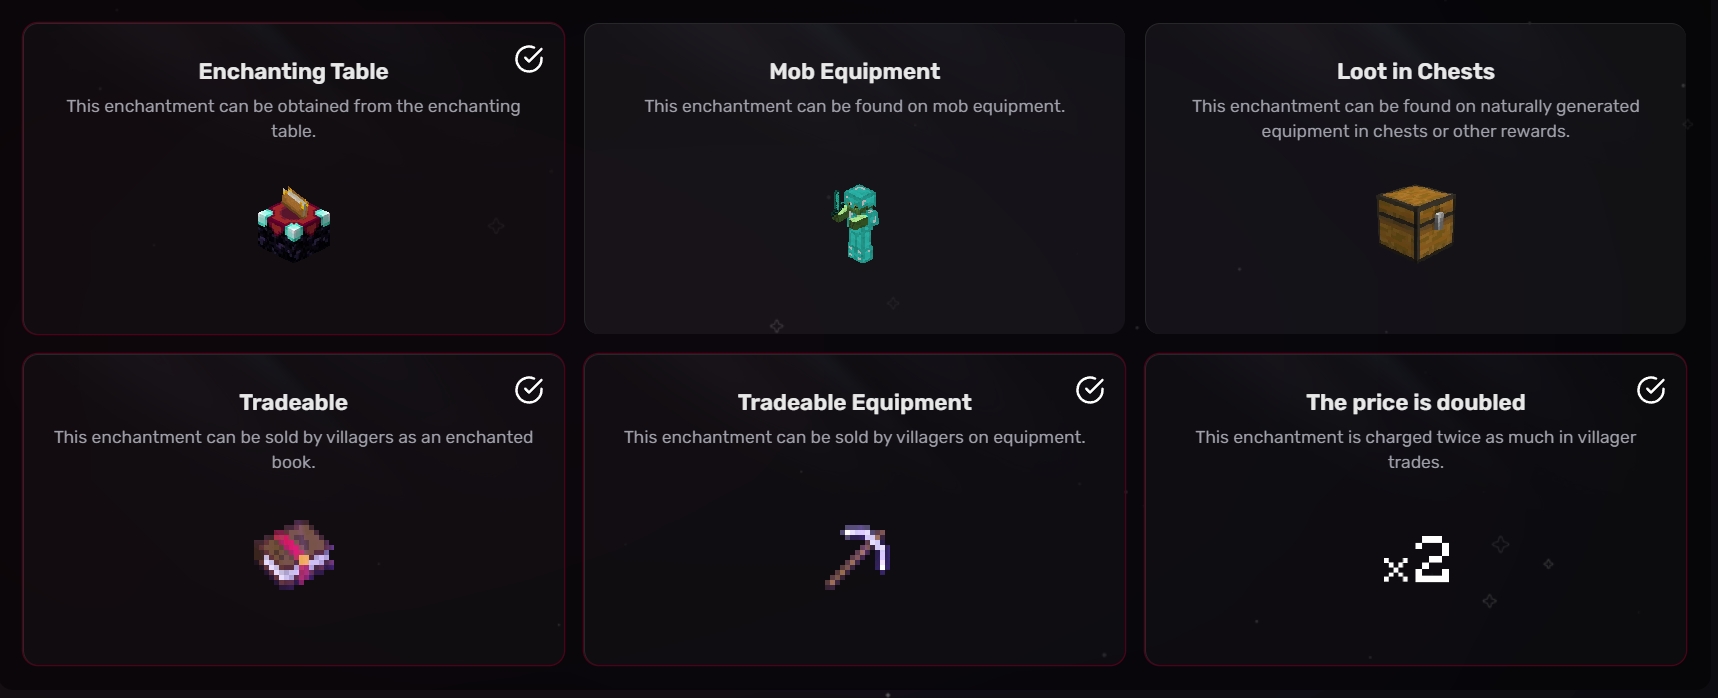 Enchanting Table
This enchantment can be obtained from the enchanting
table.
Mob Equipment
This enchantment can be found on mob equipment.
Loot in Chests
This enchantment can be found on naturally generated
equipment in chests or other rewards.
Tradeable
This enchantment can be sold by villagers as an enchanted
book.
Tradeable Equipment
This enchantment can be sold by villagers on equipment.
The price is doubled
This enchantment is charged twice as much in villager
trades.
x2